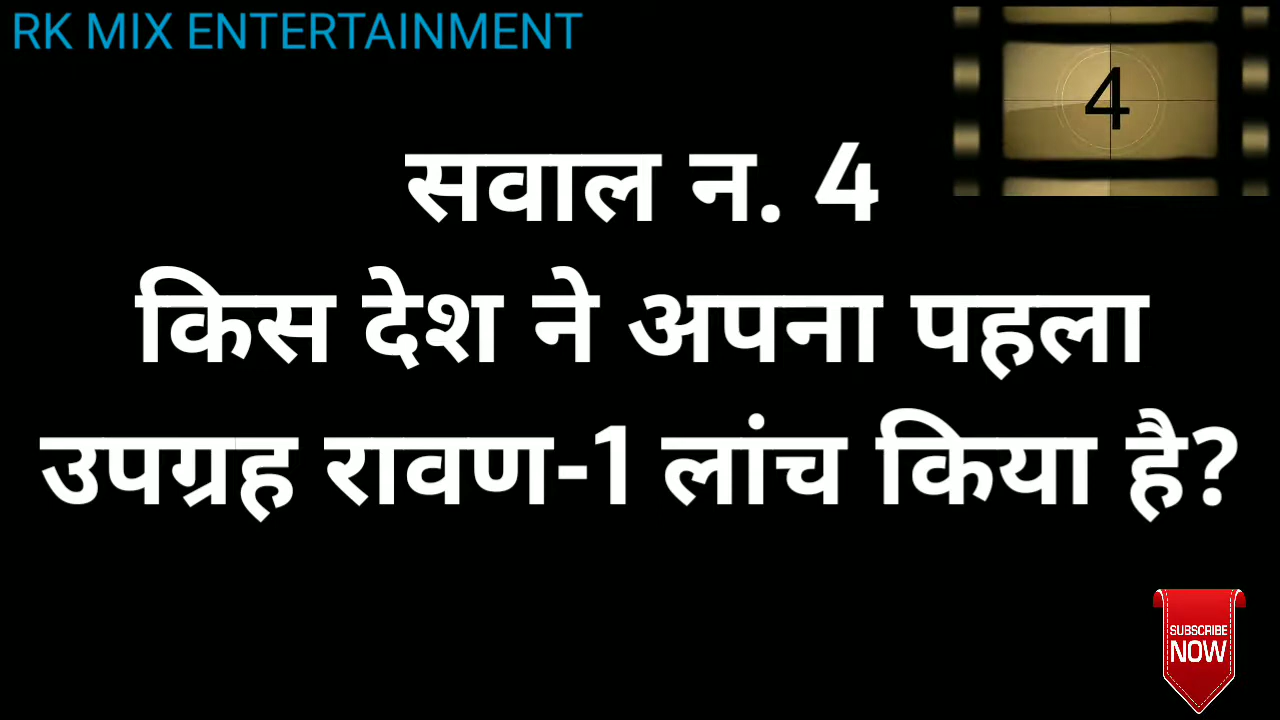 RK MIX ENTERTAINMENT
4
सवाल न. 4
किस देश ने अपना पहला
उपग्रह रावण-1 लांच किया है?
SUBSCRIBE
NOW